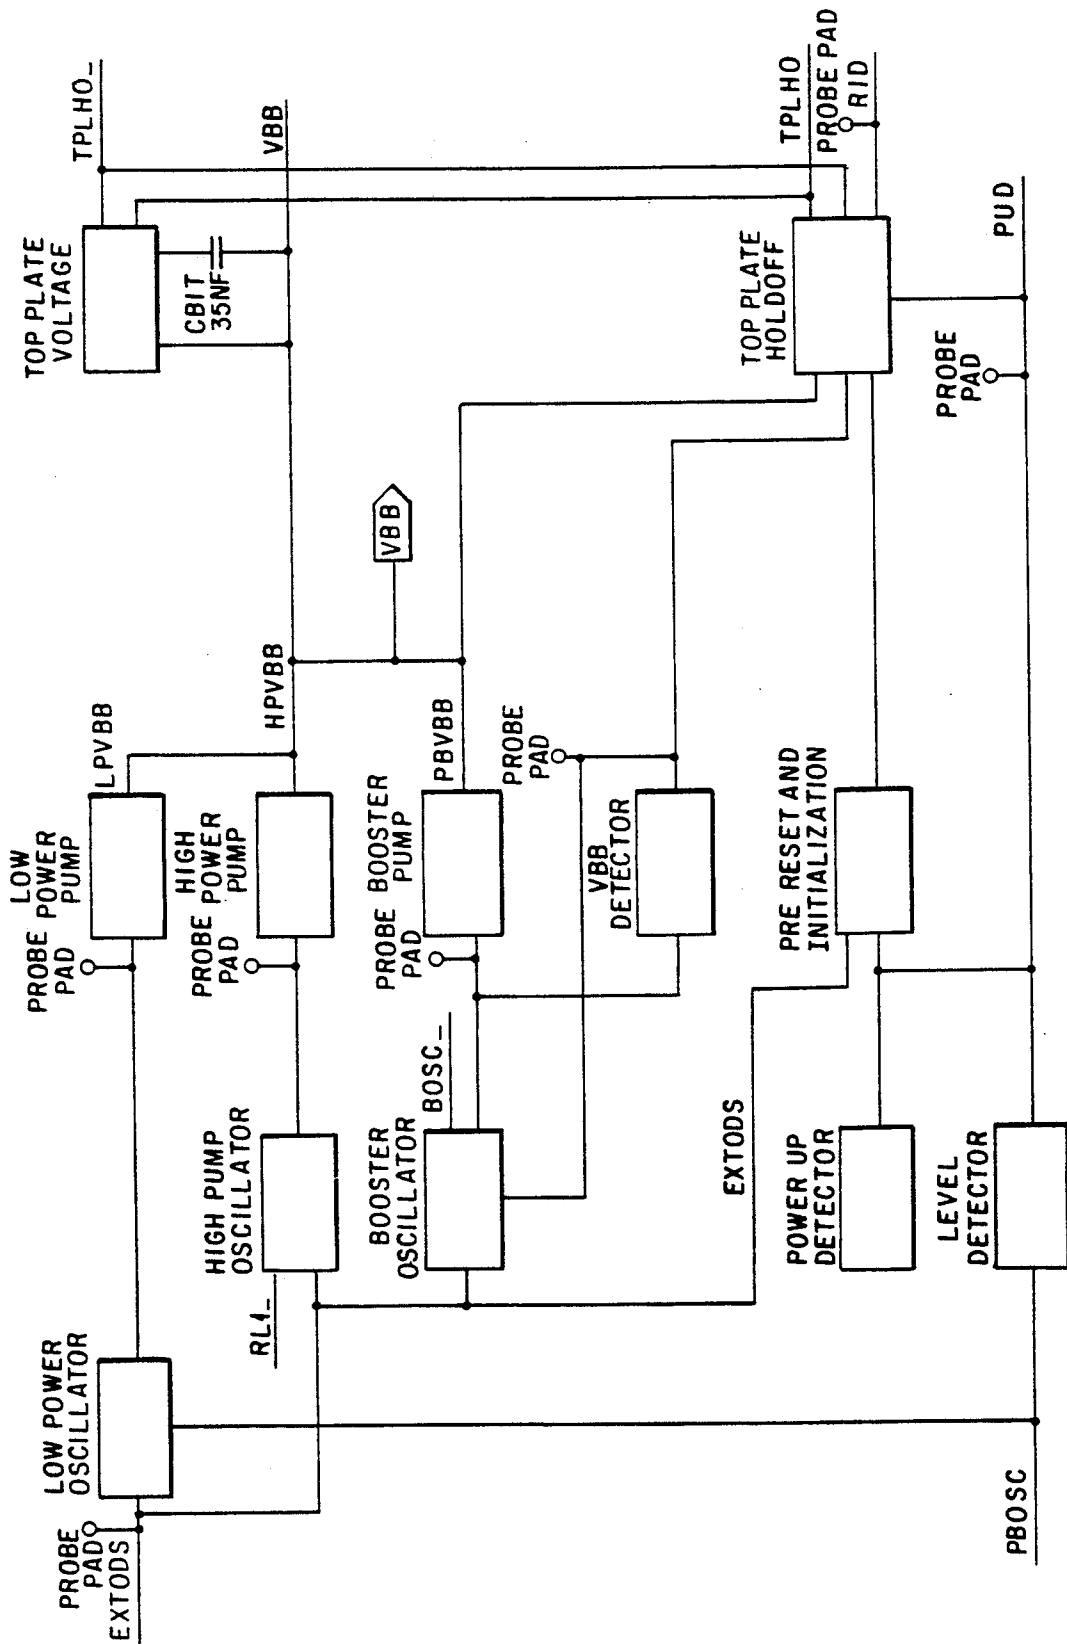 PROBE
PAD
EXTODS
LOW POWER
OSCILLATOR
PROBE
PAD
LOW
POWER
PUMP
LPVBB
TOP PLATE
VOLTAGE
TPLHO_
RL1_
HIGH PUMP
OSCILLATOR
PROBE
PAD
HIGH
POWER
PUMP
HPVBB
CBIT
35NF
VBB
VBB
BOOSTER
OSCILLATOR
BOSC_
PROBE
PAD
BOOSTER
PUMP
PBVBB
PROBE
PAD
VBB
DETECTOR
EXTODS
PRE RESET AND
INITIALIZATION
TOP PLATE
HOLDOFF
TPLHO
PROBE PAD
RID
POWER UP
DETECTOR
LEVEL
DETECTOR
PBOSC
PROBE
PAD
PUD